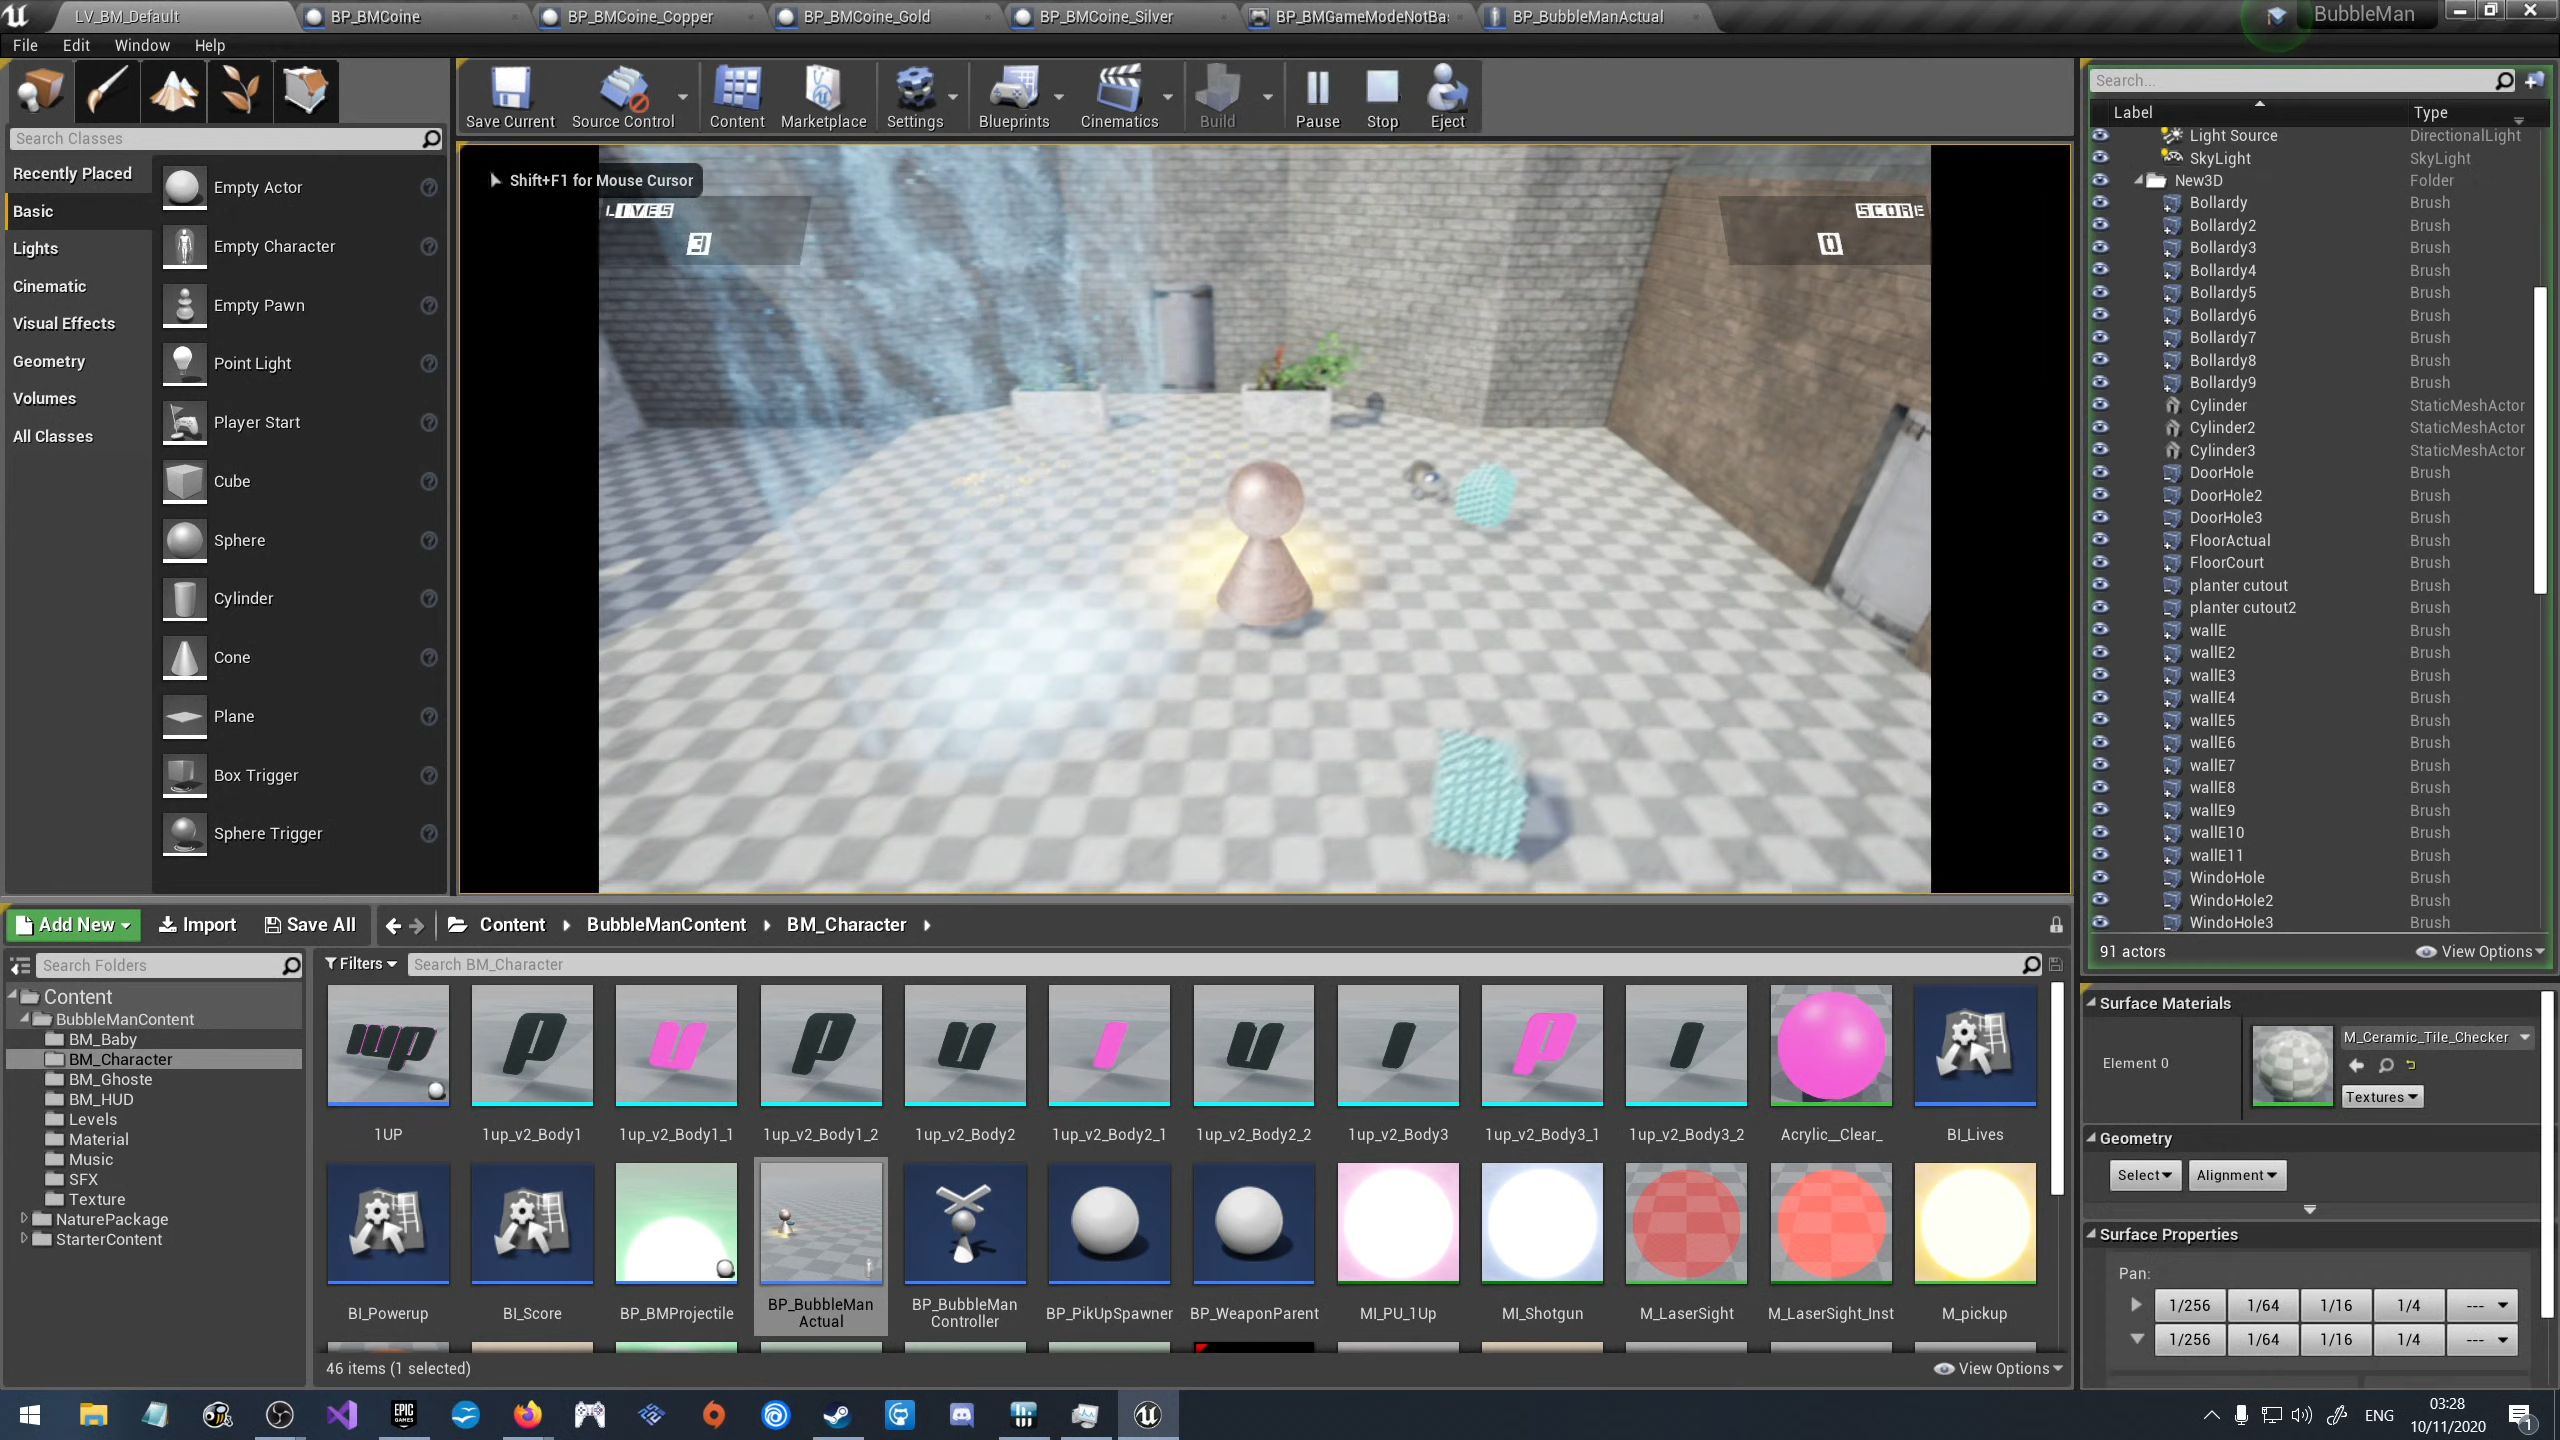 LV_BM_Default
BP_BMCoine
BP_BMCoine_Copper
BP_BMCoine_Gold
BP_BMCoine_Silver
BP_BMGameModeNotBa
BP_BubbleManActual
BubbleMan
File
Edit
Window
Help
Search Classes
Recently Placed
Basic
Lights
Cinematic
Visual Effects
Geometry
Volumes
All Classes
Empty Actor
Empty Character
Empty Pawn
Point Light
Player Start
Cube
Sphere
Cylinder
Cone
Plane
Box Trigger
Sphere Trigger
Save Current
Source Control
Content
Marketplace
Settings
Blueprints
Cinematics
Build
Pause
Stop
Eject
Shift+F1 for Mouse Cursor
LIVES
3
SCORE
0
Search...
Label
Type
Light Source DirectionalLight
SkyLight SkyLight
New3D Folder
Bollardy Brush
Bollardy2 Brush
Bollardy3 Brush
Bollardy4 Brush
Bollardy5 Brush
Bollardy6 Brush
Bollardy7 Brush
Bollardy8 Brush
Bollardy9 Brush
Cylinder StaticMeshActor
Cylinder2 StaticMeshActor
Cylinder3 StaticMeshActor
DoorHole Brush
DoorHole2 Brush
DoorHole3 Brush
FloorActual Brush
FloorCourt Brush
planter cutout Brush
planter cutout2 Brush
wallE Brush
wallE2 Brush
wallE3 Brush
wallE4 Brush
wallE5 Brush
wallE6 Brush
wallE7 Brush
wallE8 Brush
wallE9 Brush
wallE10 Brush
wallE11 Brush
WindoHole Brush
WindoHole2 Brush
WindoHole3 Brush
91 actors
View Options
Add New
Import
Save All
Content
BubbleManContent
BM_Character
Search Folders
Content
BubbleManContent
BM_Baby
BM_Character
BM_Ghoste
BM_HUD
Levels
Material
Music
SFX
Texture
NaturePackage
StarterContent
Filters
Search BM_Character
1UP
1up_v2_Body1
1up_v2_Body1_1
1up_v2_Body1_2
1up_v2_Body2
1up_v2_Body2_1
1up_v2_Body2_2
1up_v2_Body3
1up_v2_Body3_1
1up_v2_Body3_2
Acrylic__Clear_
BI_Lives
BI_Powerup
BI_Score
BP_BMProjectile
BP_BubbleMan
Actual
BP_BubbleMan
Controller
BP_PikUpSpawner
BP_WeaponParent
MI_PU_1Up
MI_Shotgun
M_LaserSight
M_LaserSight_Inst
M_pickup
46 items (1 selected)
View Options
Surface Materials
Element 0
M_Ceramic_Tile_Checker
Textures
Geometry
Select
Alignment
Surface Properties
Pan:
1/256 1/64 1/16 1/4 ---
1/256 1/64 1/16 1/4 ---
EPIC
GAMES
ENG
03:28
10/11/2020
1